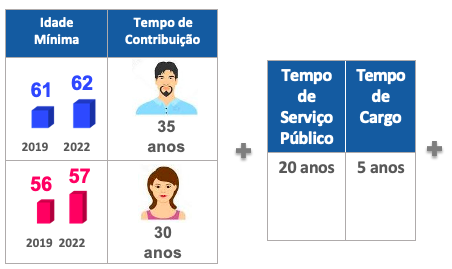 Idade
Mínima
Tempo de
Contribuição
61
62
2019
2022
35
anos
56
57
2019
2022
30
anos
+
Tempo
de
Serviço
Público
Tempo
de
Cargo
20 anos
5 anos
+